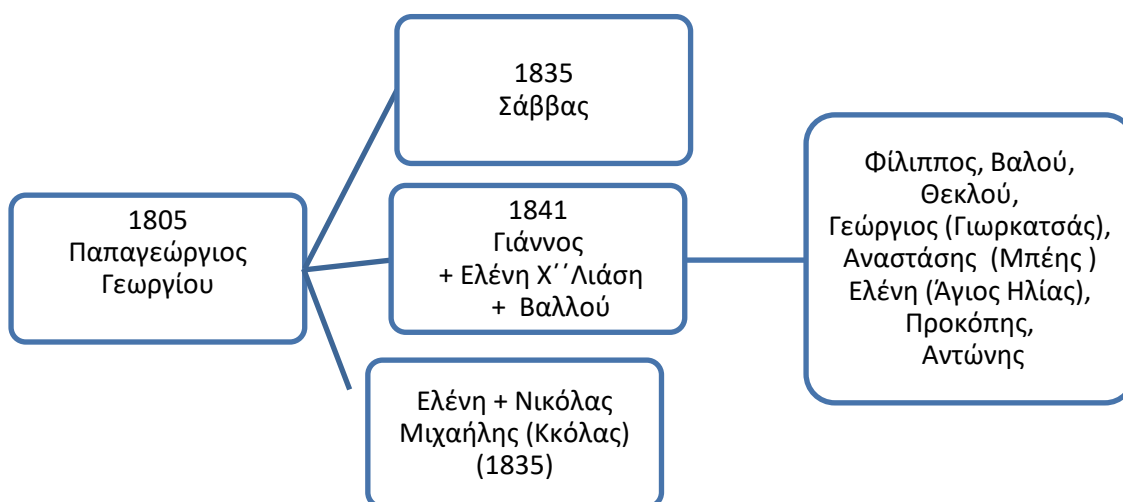 1805
Παπαγεώργιος
Γεωργίου
1835
Σάββας
1841
Γιάννος
+ Ελένη Χ΄΄Λιάση
+ Βαλλού
Ελένη + Νικόλας
Μιχαήλης (Κκόλας)
(1835)
Φίλιππος, Βαλού,
Θεκλού,
Γεώργιος (Γιωρκατσάς),
Αναστάσης (Μπέης )
Ελένη (Άγιος Ηλίας),
Προκόπης,
Αντώνης